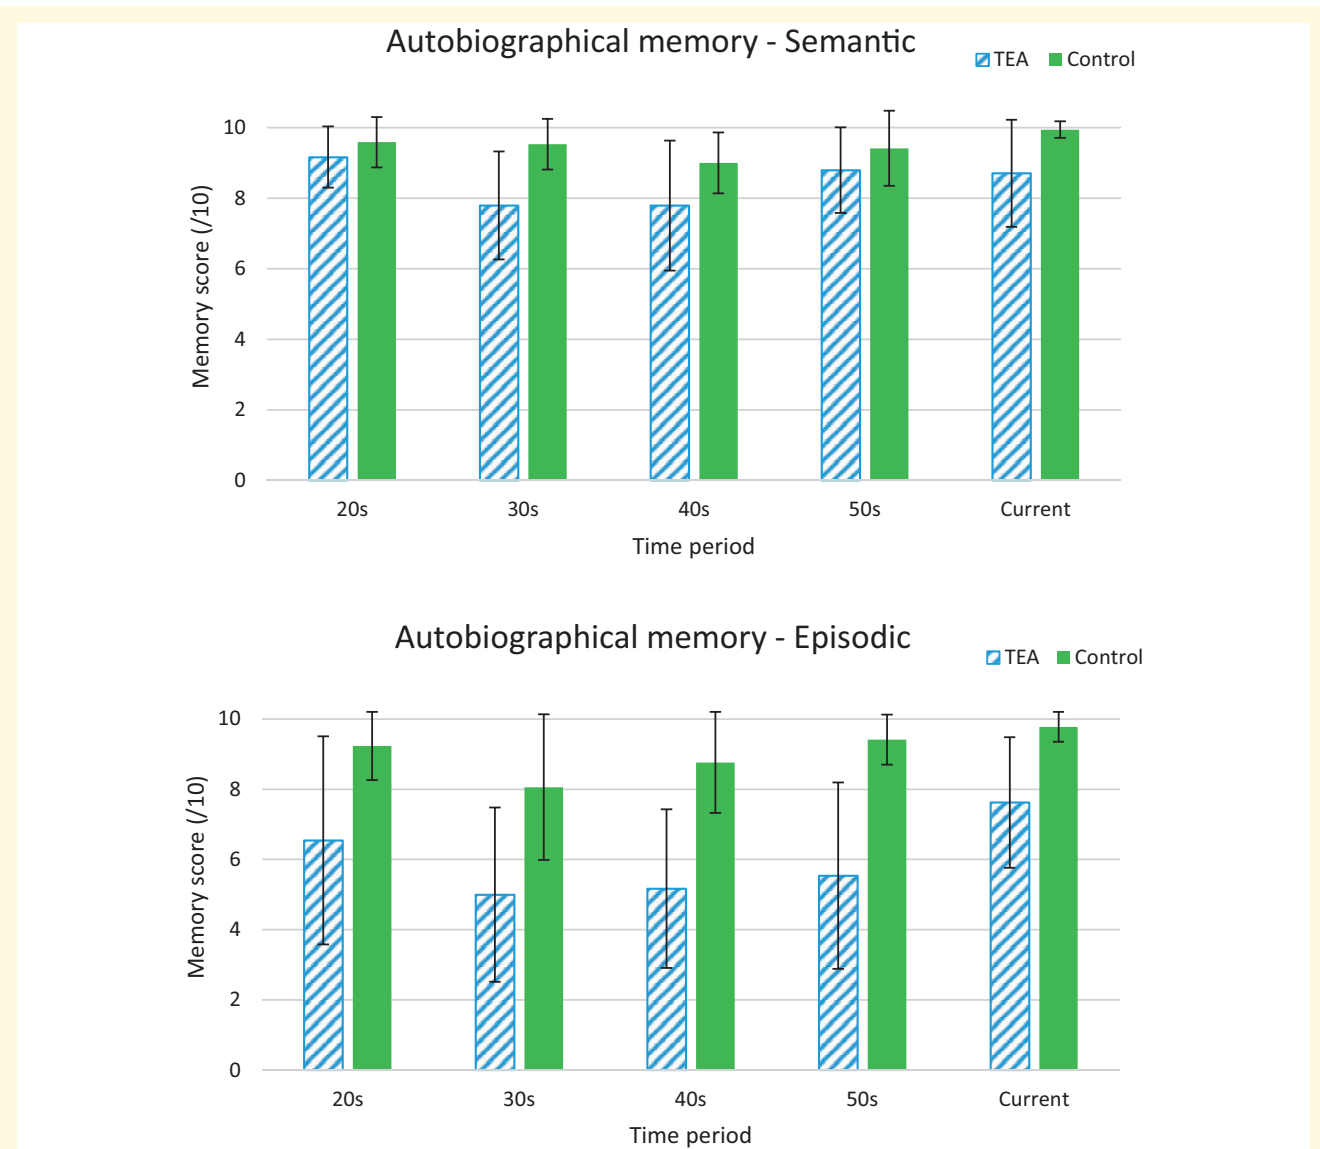 Autobiographical memory - Semantic
TEA Control
Memory score (/10)
10
8
6
4
2
0
20s 30s 40s 50s Current
Time period
Autobiographical memory - Episodic
TEA Control
Memory score (/10)
10
8
6
4
2
0
20s 30s 40s 50s Current
Time period